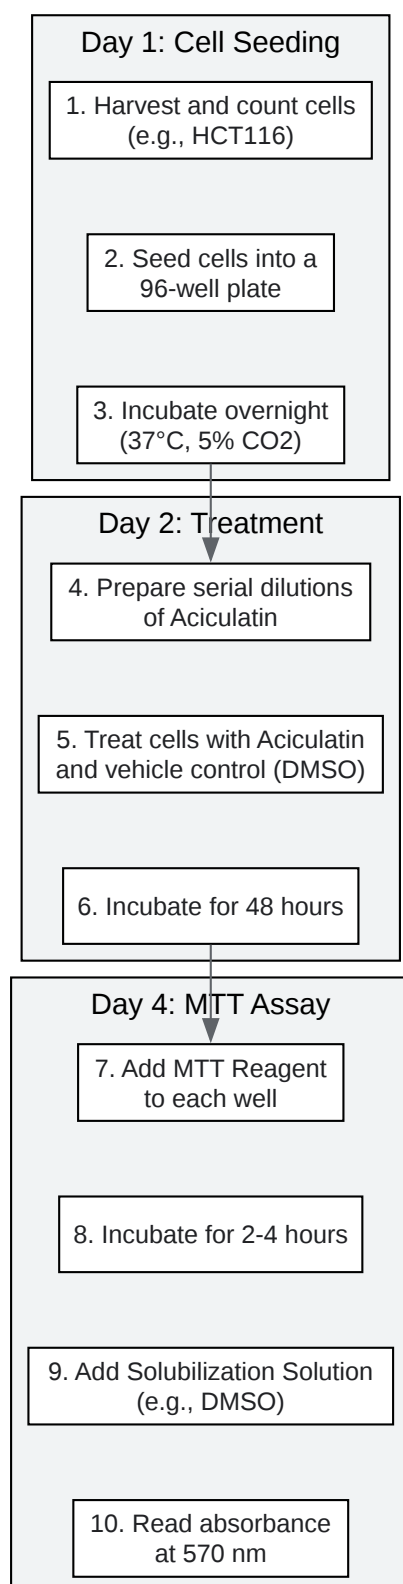 Day 1: Cell Seeding
1. Harvest and count cells
(e.g., HCT116)
2. Seed cells into a
96-well plate
3. Incubate overnight
(37°C, 5% CO2)
Day 2: Treatment
4. Prepare serial dilutions
of Aciculatin
5. Treat cells with Aciculatin
and vehicle control (DMSO)
6. Incubate for 48 hours
Day 4: MTT Assay
7. Add MTT Reagent
to each well
8. Incubate for 2-4 hours
9. Add Solubilization Solution
(e.g., DMSO)
10. Read absorbance
at 570 nm